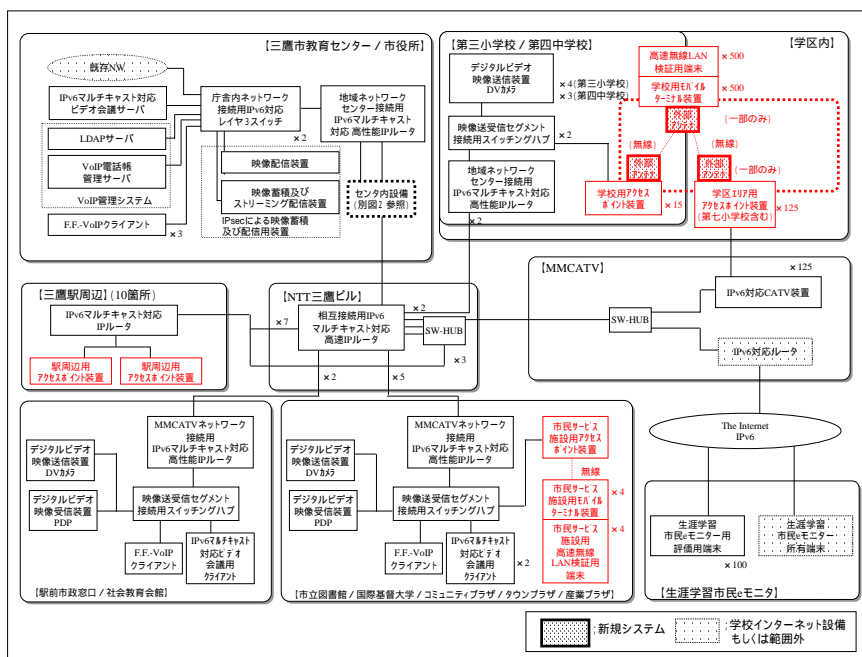 【三鷹市教育センター / 市役所】
既存NW.
IPv6マルチキャスト対応
ビデオ会議サーバ
LDAPサーバ
VoIP電話帳
管理サーバ
VoIP管理システム
F.F.-VoIPクライアント
×3
庁舎内ネットワーク
接続用IPv6対応
レイヤ3スイッチ
×2
映像配信装置
映像蓄積及び
ストリーミング配信装置
IPsecによる映像蓄積
及び配信用装置
地域ネットワーク
センター接続用
IPv6マルチキャスト
対応 高性能IPルータ
センタ内設備
(別図2 参照)
【第三小学校 / 第四中学校】
デジタルビデオ
映像送信装置
DVカメラ
×4(第三小学校)
×3(第四中学校)
映像送受信セグメント
接続用スイッチングハブ
×2
地域ネットワーク
センター接続用
IPv6マルチキャスト対応
高性能IPルータ
×2
【学区内】
高速無線LAN
検証用端末
×500
学校用モバイル
ターミナル装置
×500
外部
アンテナ
(一部のみ)
(無線)
(無線)
外部
アンテナ
外部
アンテナ
(一部のみ)
学校用アクセス
ポイント装置
×15
学区エリア用
アクセスポイント装置
(第七小学校含む)
×125
【三鷹駅周辺】(10箇所)
IPv6マルチキャスト対応
IPルータ
駅周辺用
アクセスポイント装置
駅周辺用
アクセスポイント装置
【NTT三鷹ビル】
×7
相互接続用IPv6
マルチキャスト対応
高速IPルータ
×2
SW-HUB
×3
×2
×5
【MMCATV】
×125
IPv6対応CATV装置
SW-HUB
IPv6対応ルータ
The Internet
IPv6
MMCATVネットワーク
接続用
IPv6マルチキャスト対応
高性能IPルータ
デジタルビデオ
映像送信装置
DVカメラ
デジタルビデオ
映像受信装置
PDP
映像送受信セグメント
接続用スイッチングハブ
F.F.-VoIP
クライアント
IPv6マルチキャスト
対応ビデオ
会議用
クライアント
【駅前市政窓口 / 社会教育会館】
MMCATVネットワーク
接続用
IPv6マルチキャスト対応
高性能IPルータ
デジタルビデオ
映像送信装置
DVカメラ
デジタルビデオ
映像受信装置
PDP
映像送受信セグメント
接続用スイッチングハブ
F.F.-VoIP
クライアント
IPv6マルチキャスト
対応ビデオ
会議用
クライアント
×2
市民サービス
施設用アクセス
ポイント装置
無線
市民サービス
施設用モバイル
ターミナル装置
×4
市民サービス
施設用
高速無線
LAN検証用
端末
×4
【市立図書館 / 国際基督大学 / コミュニティプラザ / タウンプラザ / 産業プラザ】
生涯学習
市民eモニター用
評価用端末
×100
生涯学習
市民eモニター
所有端末
【生涯学習市民eモニタ】
;新規システム
;学校インターネット設備
もしくは範囲外